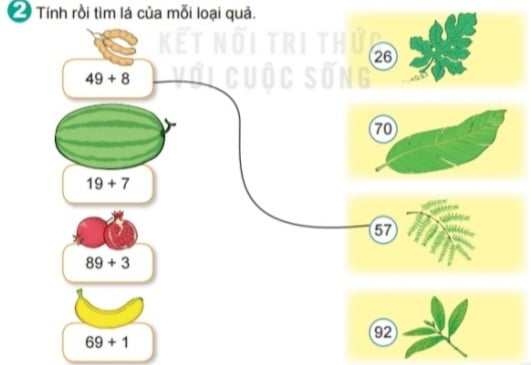 2 Tính rồi tìm lá của mỗi loại quả.
KẾT NỐI TRI THỨC
VỚI CUỘC SỐNG
49 + 8
26
19 + 7
70
89 + 3
57
69 + 1
92